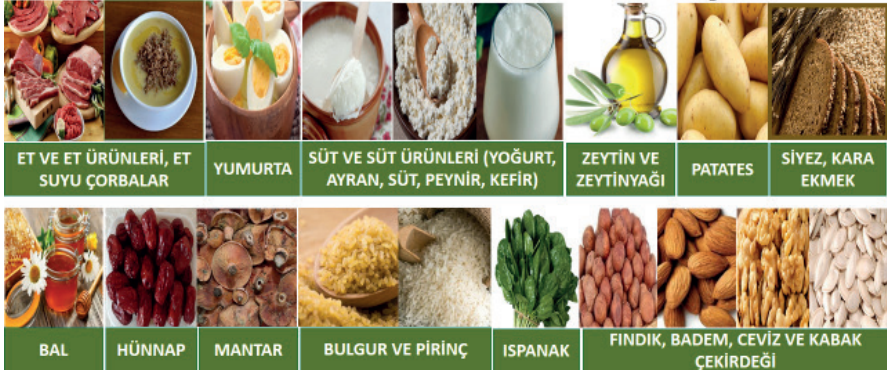 ET VE ET ÜRÜNLERİ, ET
SUYU ÇORBALAR
YUMURTA
SÜT VE SÜT ÜRÜNLERİ (YOĞURT,
AYRAN, SÜT, PEYNİR, KEFİR)
ZEYTİN VE
ZEYTİNYAĞI
PATATES
SİYEZ, KARA
EKMEK
BAL
HÜNNAP
MANTAR
BULGUR VE PİRİNÇ
ISPANAK
FINDIK, BADEM, CEVİZ VE KABAK
ÇEKİRDEĞİ